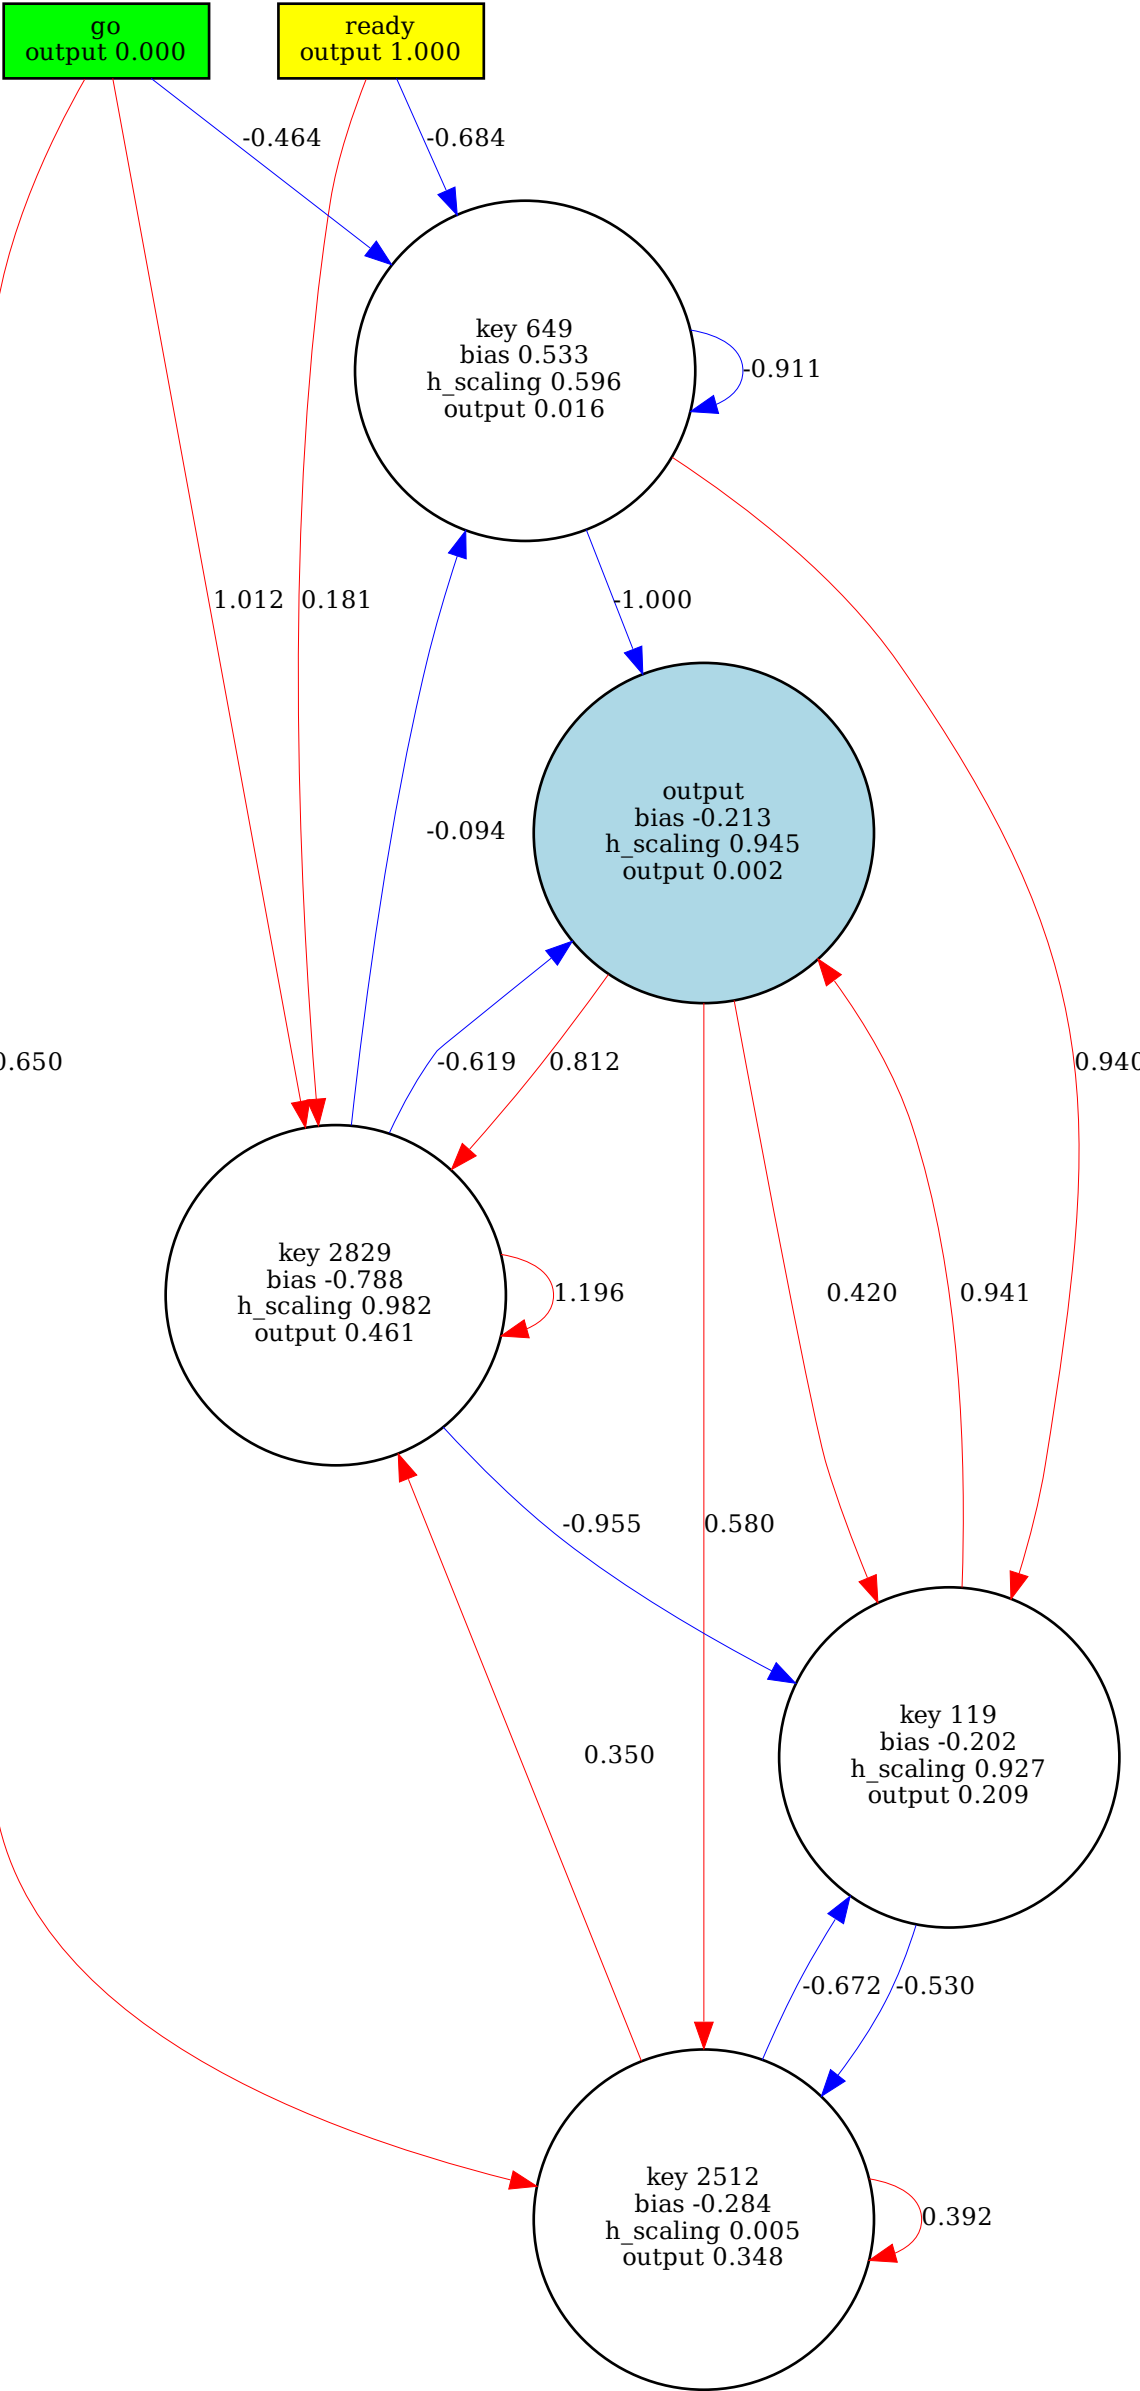 go
output 0.000
ready
output 1.000
-0.464
-0.684
key 649
bias 0.533
h_scaling 0.596
output 0.016
-0.911
1.012
0.181
-1.000
output
bias -0.213
h_scaling 0.945
output 0.002
-0.094
0.650
-0.619
0.812
0.940
key 2829
bias -0.788
h_scaling 0.982
output 0.461
1.196
0.420
0.941
-0.955
0.580
key 119
bias -0.202
h_scaling 0.927
output 0.209
0.350
-0.672
-0.530
key 2512
bias -0.284
h_scaling 0.005
output 0.348
0.392